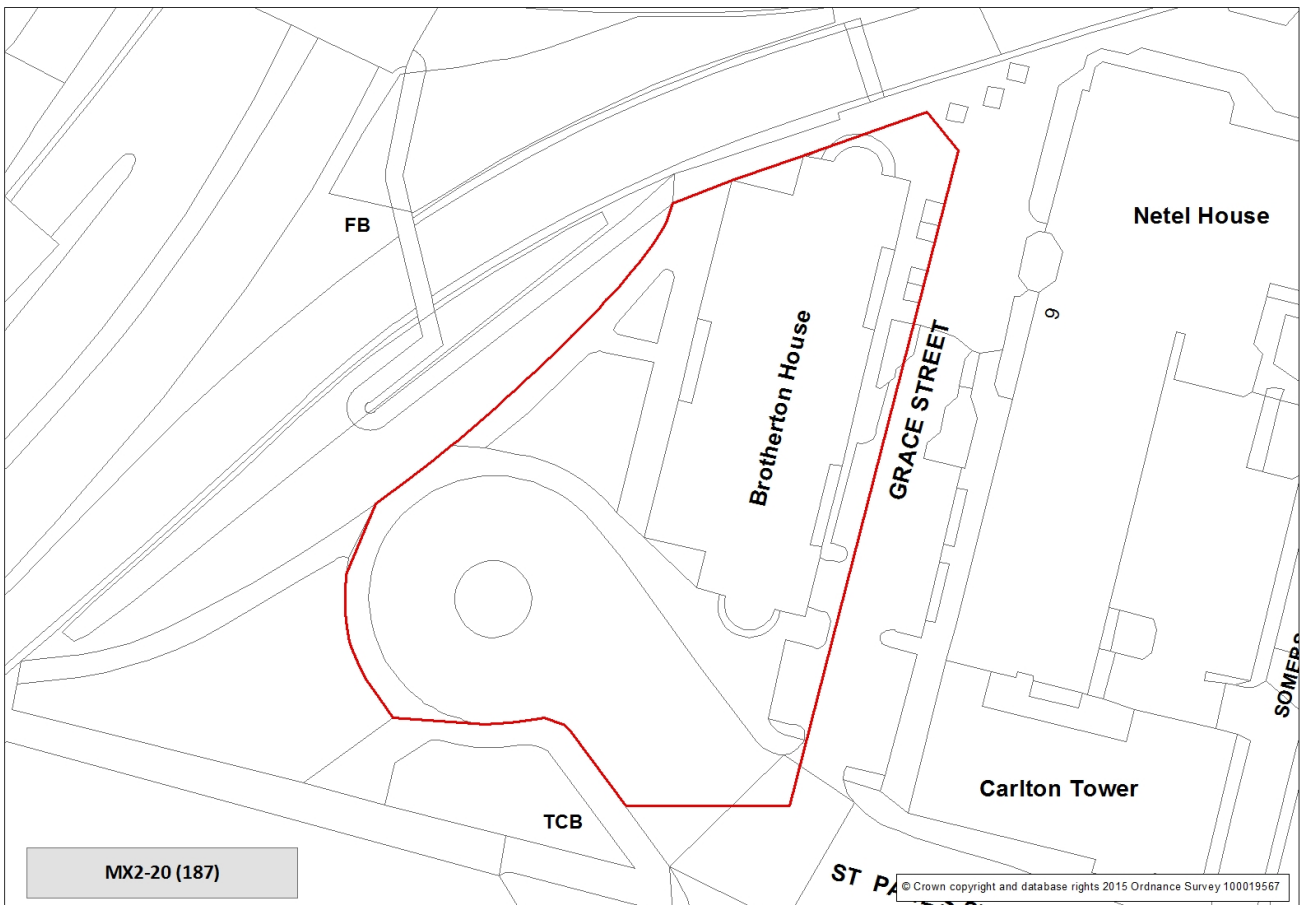 FB
Netel House
9
Brotherton House
GRACE STREET
Carlton Tower
TCB
MX2-20 (187)
ST
© Crown copyright and database rights 2015 Ordnance Survey 100019567